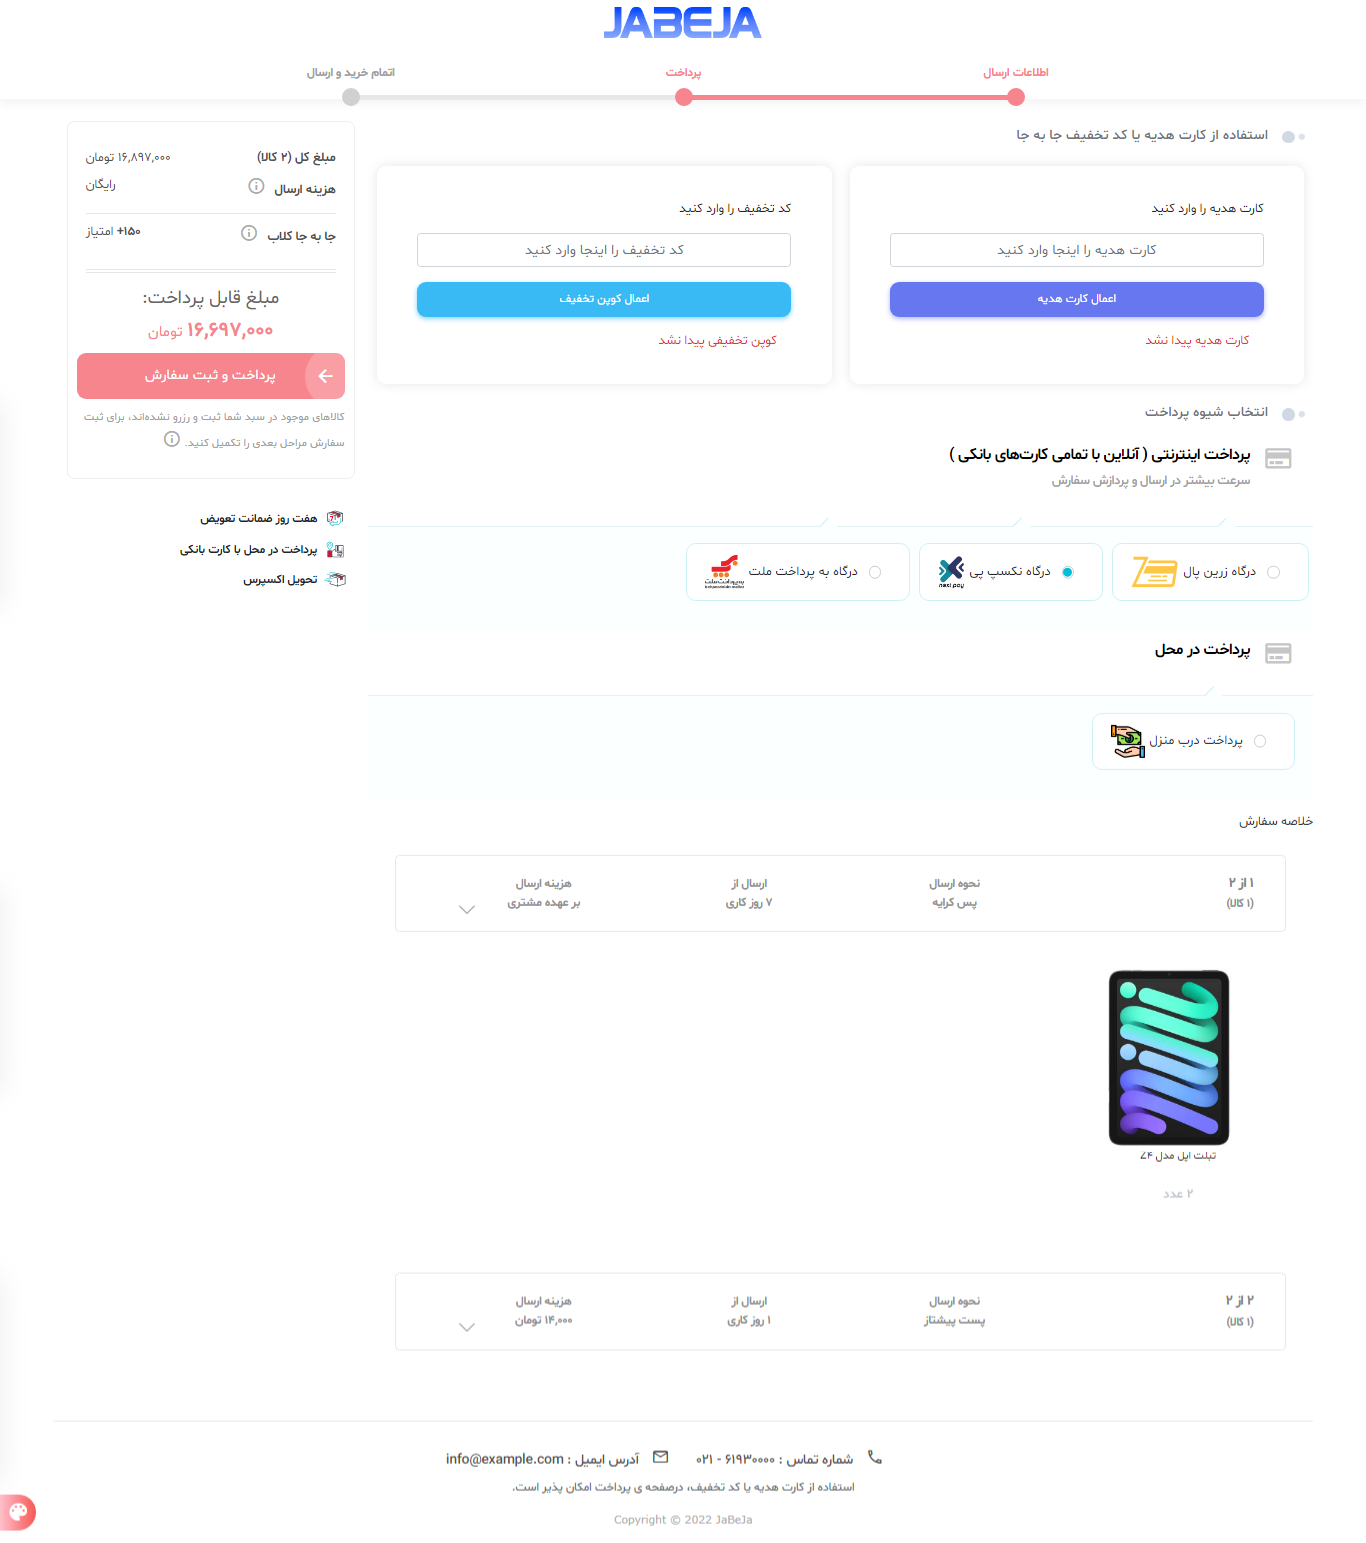 JABEJA
اطلاعات ارسال
پرداخت
اتمام خرید و ارسال
استفاده از کارت هدیه یا کد تخفیف جا به جا
کارت هدیه را وارد کنید
کارت هدیه را اینجا وارد کنید
اعمال کارت هدیه
کارت هدیه پیدا نشد
کد تخفیف را وارد کنید
کد تخفیف را اینجا وارد کنید
اعمال کوپن تخفیف
کوپن تخفیفی پیدا نشد
مبلغ کل (۲ کالا)
۱۶,۸۹۷,۰۰۰ تومان
هزینه ارسال
رایگان
جا به جا کلاب
+۱۵۰ امتیاز
مبلغ قابل پرداخت:
۱۶,۶۹۷,۰۰۰ تومان
پرداخت و ثبت سفارش
کالاهای موجود در سبد شما ثبت و رزرو نشده‌اند، برای ثبت
سفارش مراحل بعدی را تکمیل کنید.
هفت روز ضمانت تعویض
پرداخت در محل با کارت بانکی
تحویل اکسپرس
انتخاب شیوه پرداخت
پرداخت اینترنتی ( آنلاین با تمامی کارت‌های بانکی )
سرعت بیشتر در ارسال و پردازش سفارش
درگاه زرین پال
درگاه نکسپ پی
nextpay
درگاه به پرداخت ملت
به پرداخت ملت
پرداخت در محل
پرداخت درب منزل
خلاصه سفارش
۱ از ۲
(۱ کالا)
نحوه ارسال
پس کرایه
ارسال از
۷ روز کاری
هزینه ارسال
بر عهده مشتری
تبلت اپل مدل Z۴
۲ عدد
۲ از ۲
(۱ کالا)
نحوه ارسال
پست پیشتاز
ارسال از
۱ روز کاری
هزینه ارسال
۱۴,۰۰۰ تومان
شماره تماس : ۶۱۹۳۰۰۰۰ - ۰۲۱
آدرس ایمیل : info@example.com
استفاده از کارت هدیه یا کد تخفیف، درصفحه ی پرداخت امکان پذیر است.
Copyright © 2022 JaBeJa